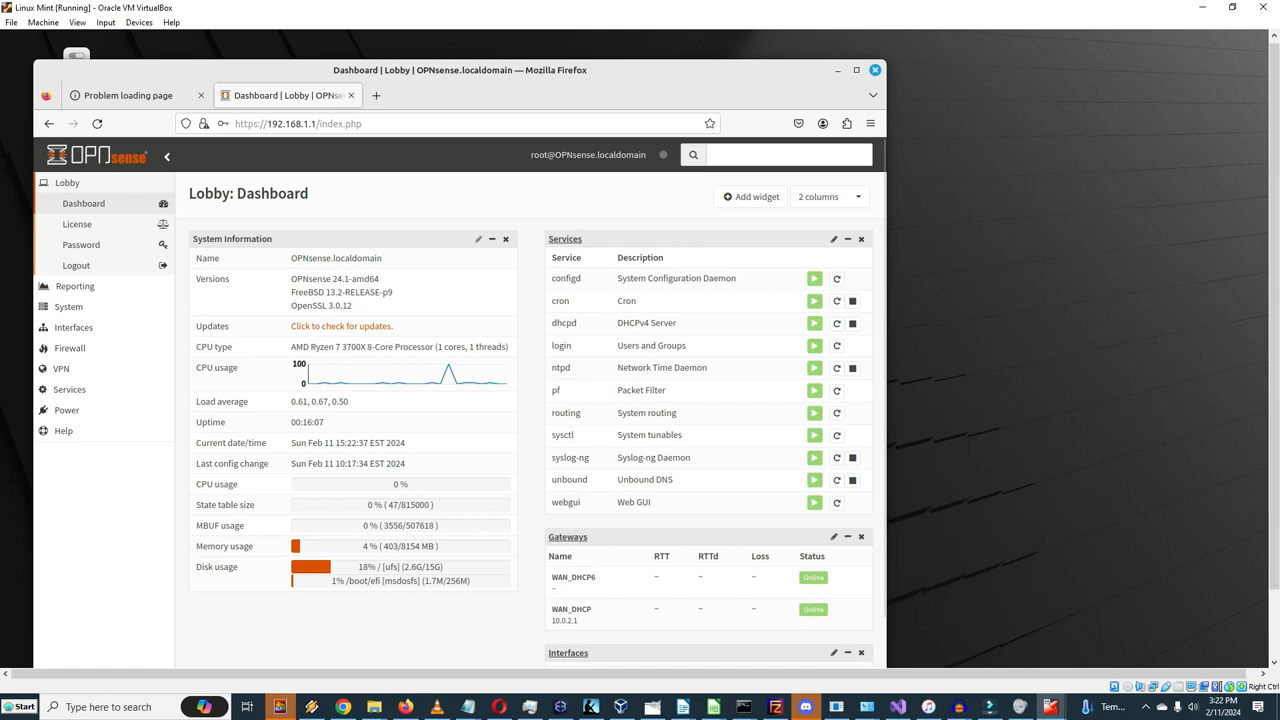 Linux Mint [Running] - Oracle VM VirtualBox
File Machine View Input Devices Help
Dashboard | Lobby | OPNsense.localdomain — Mozilla Firefox
Problem loading page
Dashboard | Lobby | OPNse
https://192.168.1.1/index.php
OPNsense
root@OPNsense.localdomain
Lobby
Dashboard
License
Password
Logout
Reporting
System
Interfaces
Firewall
VPN
Services
Power
Help
Lobby: Dashboard
Add widget
2 columns
System Information
Name OPNsense.localdomain
Versions OPNsense 24.1-amd64
FreeBSD 13.2-RELEASE-p9
OpenSSL 3.0.12
Updates Click to check for updates.
CPU type AMD Ryzen 7 3700X 8-Core Processor (1 cores, 1 threads)
CPU usage 100
0
Load average 0.61, 0.67, 0.50
Uptime 00:16:07
Current date/time Sun Feb 11 15:22:37 EST 2024
Last config change Sun Feb 11 10:17:34 EST 2024
CPU usage 0 %
State table size 0 % ( 47/815000 )
MBUF usage 0 % ( 3556/507618 )
Memory usage 4 % ( 403/8154 MB )
Disk usage 18% / [ufs] (2.6G/15G)
1% /boot/efi [msdosfs] (1.7M/256M)
Services
Service Description
configd System Configuration Daemon
cron Cron
dhcpd DHCPv4 Server
login Users and Groups
ntpd Network Time Daemon
pf Packet Filter
routing System routing
sysctl System tunables
syslog-ng Syslog-ng Daemon
unbound Unbound DNS
webgui Web GUI
Gateways
Name RTT RTTd Loss Status
WAN_DHCP6 ~ ~ ~ Online
~
WAN_DHCP ~ ~ ~ Online
10.0.2.1
Interfaces
Right Ctrl
Start
Type here to search
Tem...
3:22 PM
2/11/2024